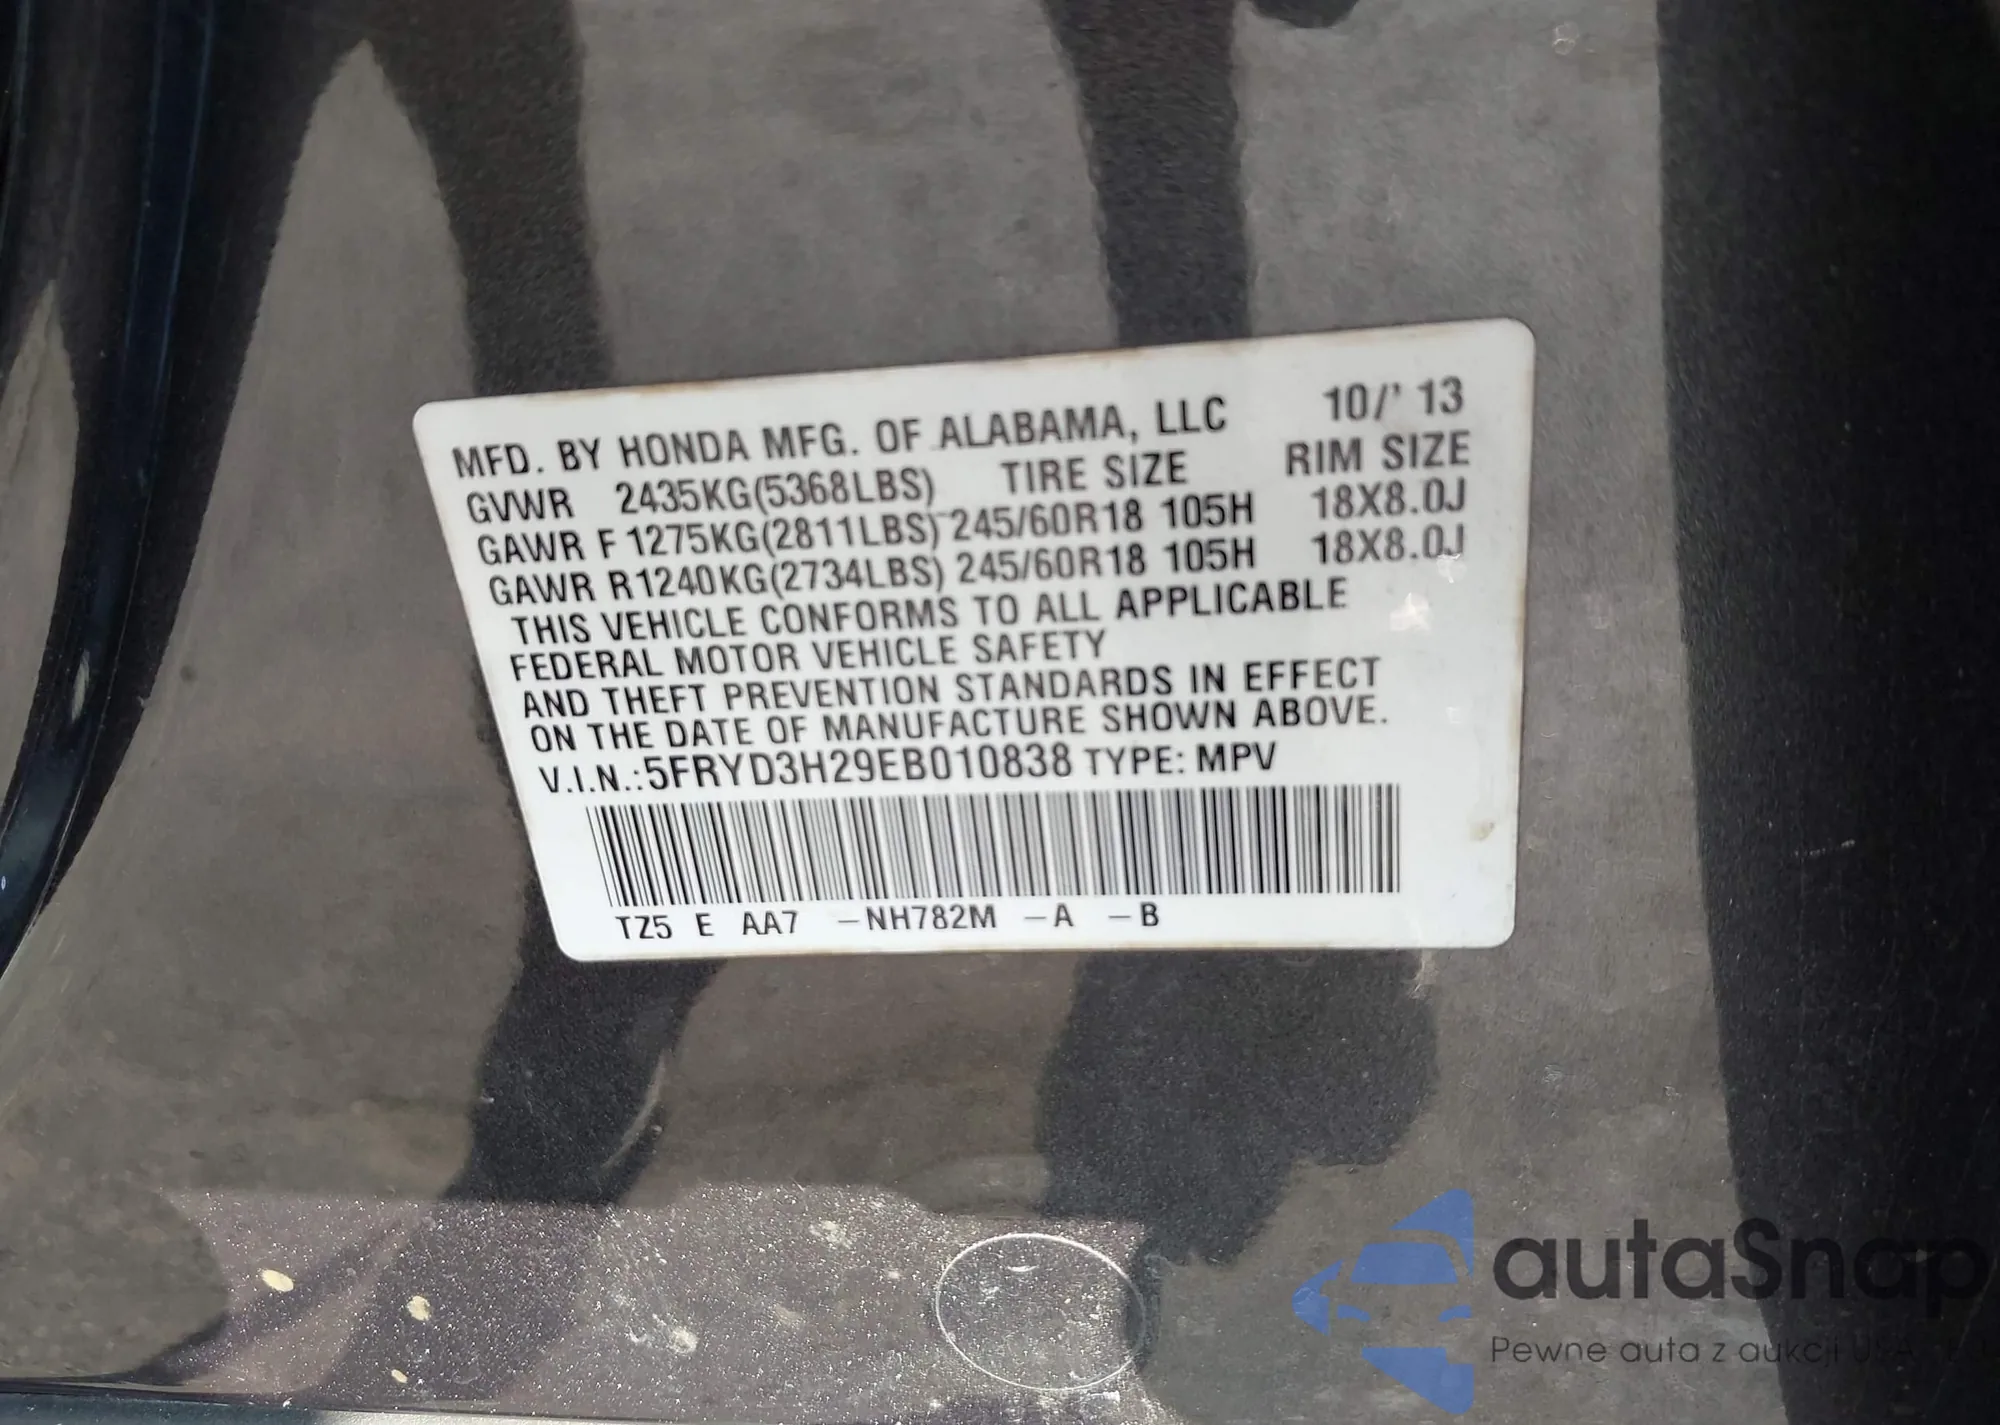 MFD. BY HONDA MFG. OF ALABAMA, LLC 10/' 13
GVWR 2435KG(5368LBS) TIRE SIZE RIM SIZE
GAWR F 1275KG(2811LBS) 245/60R18 105H 18X8.0J
GAWR R1240KG(2734LBS) 245/60R18 105H 18X8.0J
THIS VEHICLE CONFORMS TO ALL APPLICABLE
FEDERAL MOTOR VEHICLE SAFETY
AND THEFT PREVENTION STANDARDS IN EFFECT
ON THE DATE OF MANUFACTURE SHOWN ABOVE.
V.I.N.:5FRYD3H29EB010838 TYPE: MPV
TZ5 E AA7 –NH782M –A –B
autoSnap
Pewne auta z aukcji